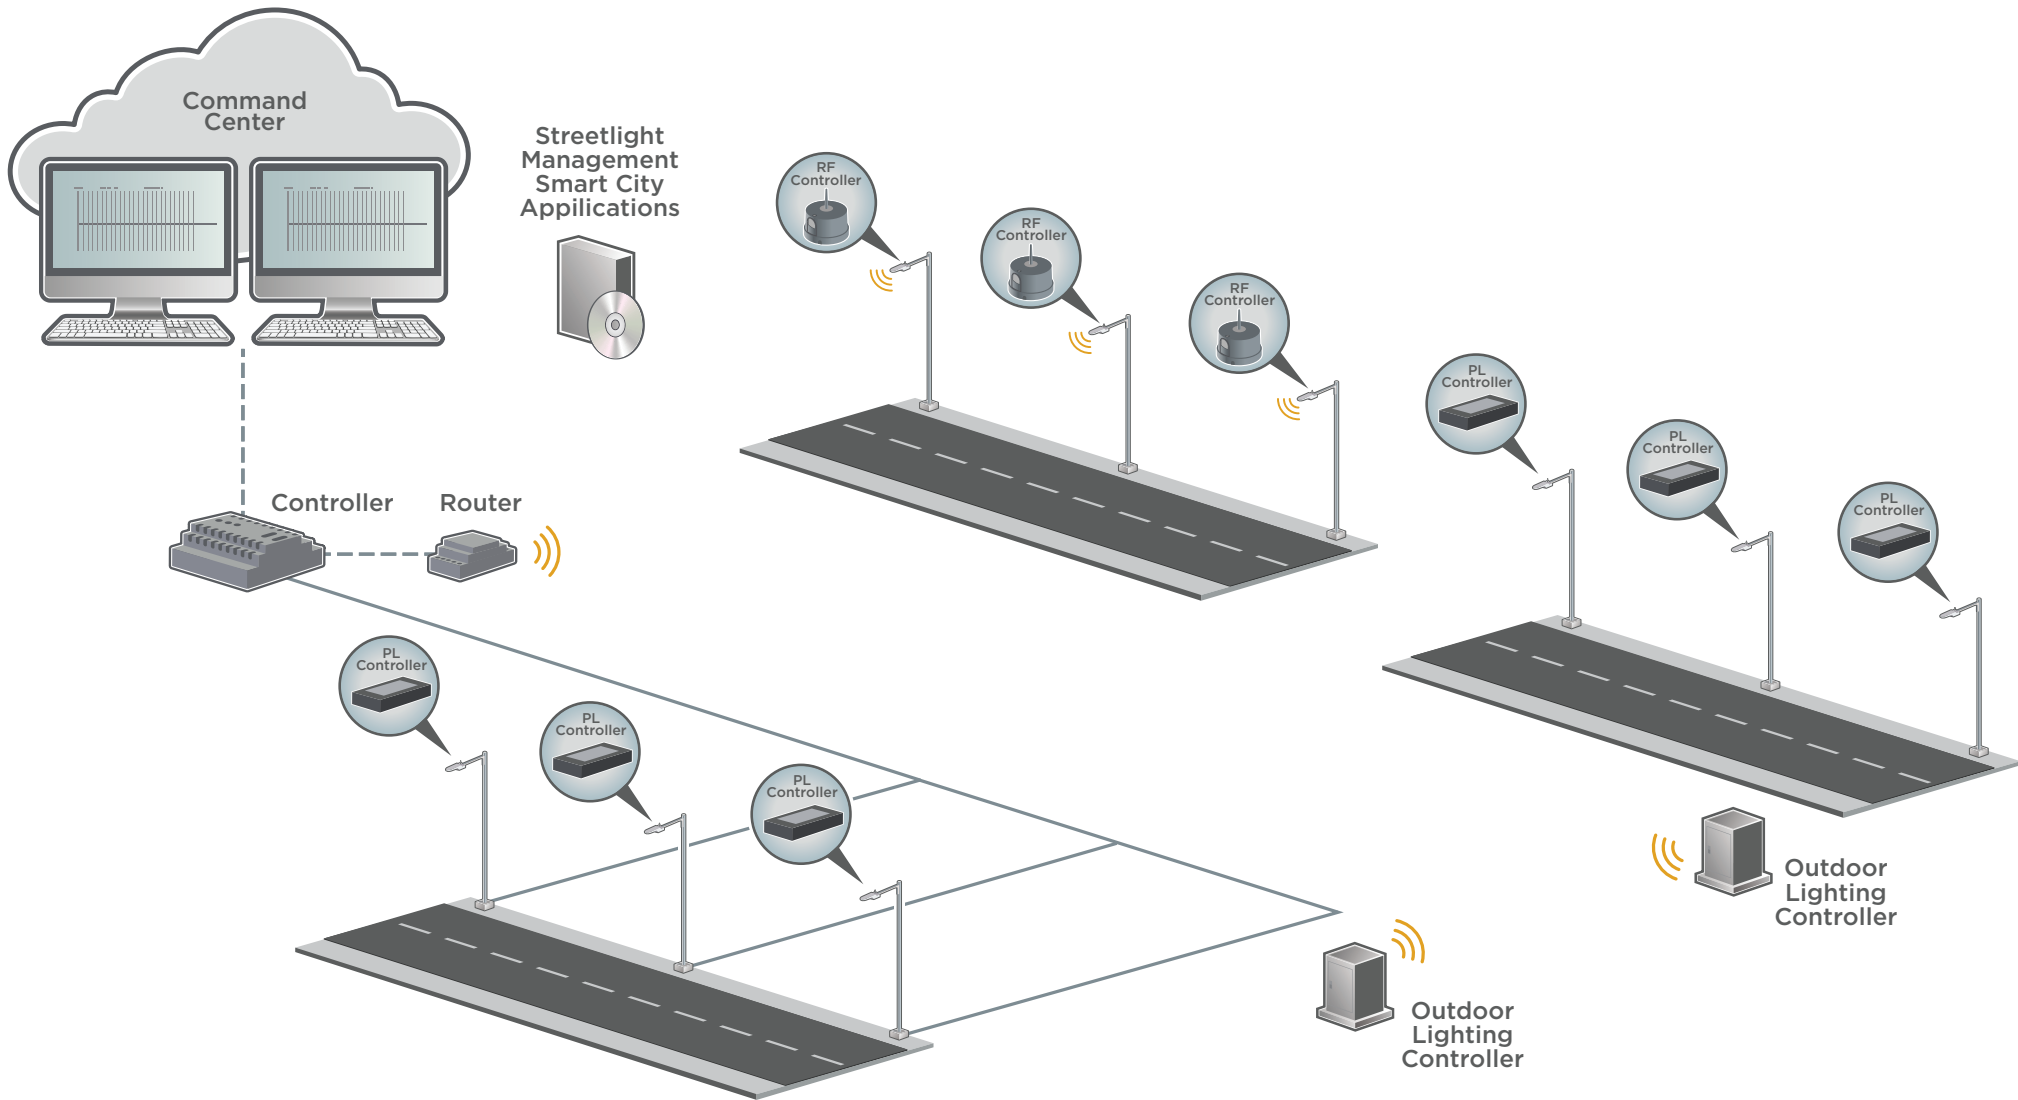 Command
Center
Streetlight
Management
Smart City
Appilications
RF
Controller
RF
Controller
RF
Controller
PL
Controller
PL
Controller
PL
Controller
Controller
Router
PL
Controller
PL
Controller
PL
Controller
Outdoor
Lighting
Controller
Outdoor
Lighting
Controller